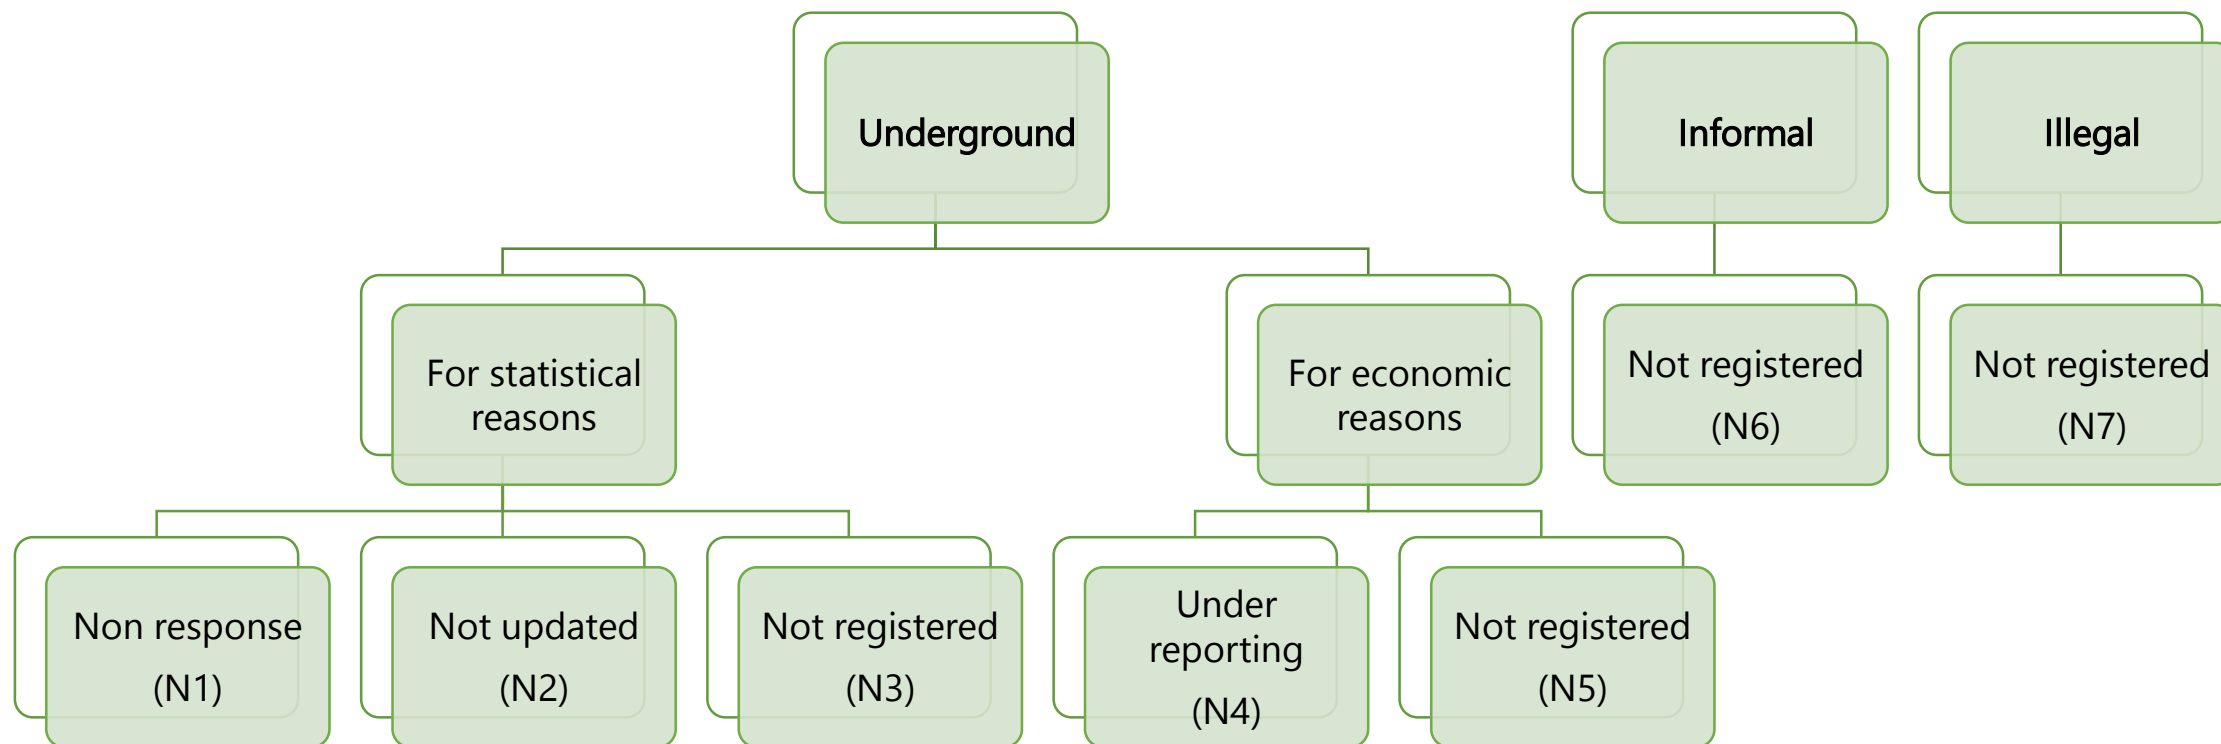 Underground
Informal
Illegal
For statistical
reasons
For economic
reasons
Not registered
(N6)
Not registered
(N7)
Non response
(N1)
Not updated
(N2)
Not registered
(N3)
Under
reporting
(N4)
Not registered
(N5)